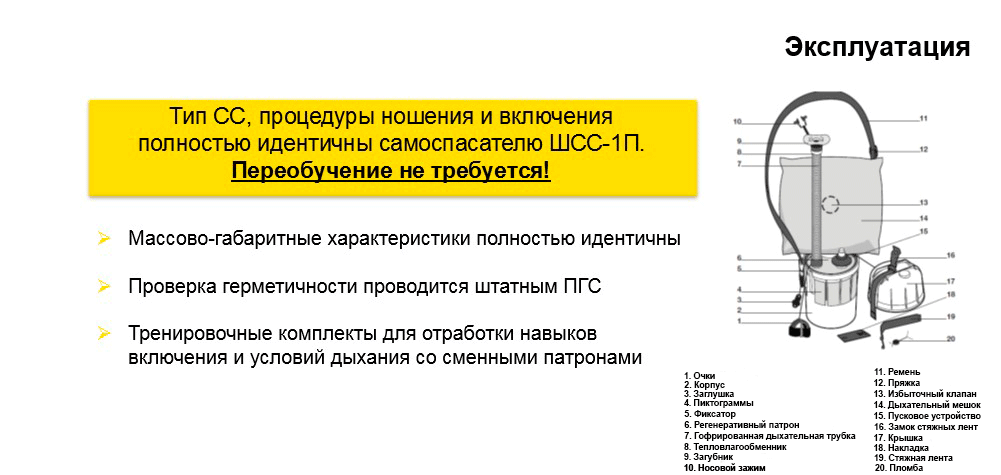 Эксплуатация
Тип СС, процедуры ношения и включения
полностью идентичны самоспасателю ШСС-1П.
Переобучение не требуется!
Массово-габаритные характеристики полностью идентичны
Проверка герметичности проводится штатным ПГС
Тренировочные комплекты для отработки навыков
включения и условий дыхания со сменными патронами
10
9
8
7
6
5
4
3
2
1
11
12
13
14
15
16
17
18
19
20
1. Очки
2. Корпус
3. Заглушка
4. Пиктограммы
5. Фиксатор
6. Регенеративный патрон
7. Гофрированная дыхательная трубка
8. Тепловлагообменник
9. Загубник
10. Носовой зажим
11. Ремень
12. Пряжка
13. Избыточный клапан
14. Дыхательный мешок
15. Пусковое устройство
16. Замок стяжных лент
17. Крышка
18. Накладка
19. Стяжная лента
20. Пломба